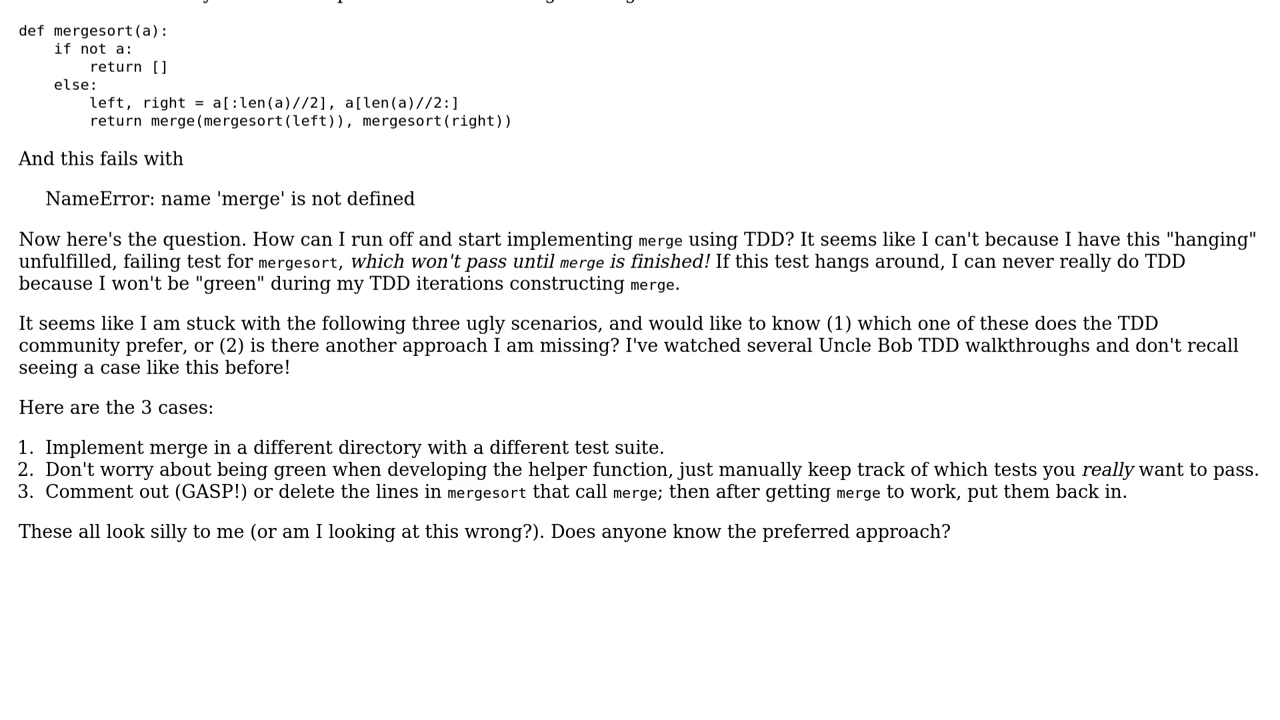 def mergesort(a):
    if not a:
        return []
    else:
        left, right = a[:len(a)//2], a[len(a)//2:]
        return merge(mergesort(left)), mergesort(right))
And this fails with
NameError: name 'merge' is not defined
Now here's the question. How can I run off and start implementing merge using TDD? It seems like I can't because I have this "hanging"
unfulfilled, failing test for mergesort, which won't pass until merge is finished! If this test hangs around, I can never really do TDD
because I won't be "green" during my TDD iterations constructing merge.
It seems like I am stuck with the following three ugly scenarios, and would like to know (1) which one of these does the TDD
community prefer, or (2) is there another approach I am missing? I've watched several Uncle Bob TDD walkthroughs and don't recall
seeing a case like this before!
Here are the 3 cases:
1. Implement merge in a different directory with a different test suite.
2. Don't worry about being green when developing the helper function, just manually keep track of which tests you really want to pass.
3. Comment out (GASP!) or delete the lines in mergesort that call merge; then after getting merge to work, put them back in.
These all look silly to me (or am I looking at this wrong?). Does anyone know the preferred approach?